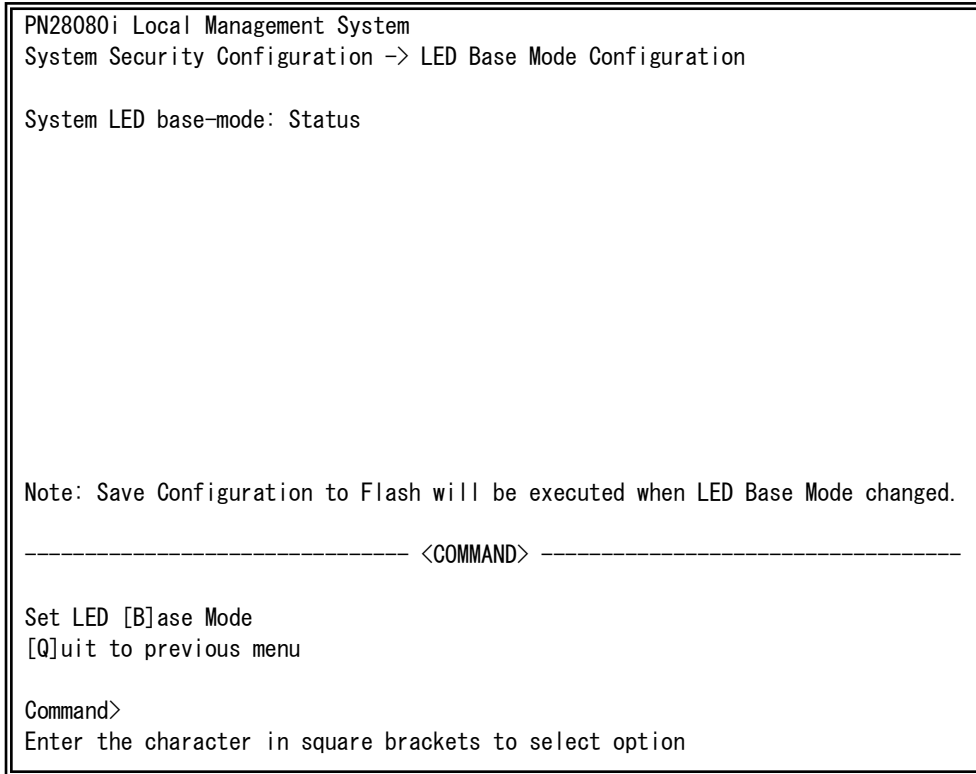 PN28080i Local Management System
System Security Configuration -> LED Base Mode Configuration
System LED base-mode: Status
Note: Save Configuration to Flash will be executed when LED Base Mode changed.
-------------------------------- <COMMAND> -----------------------------------
Set LED [B]ase Mode
[Q]uit to previous menu
Command>
Enter the character in square brackets to select option